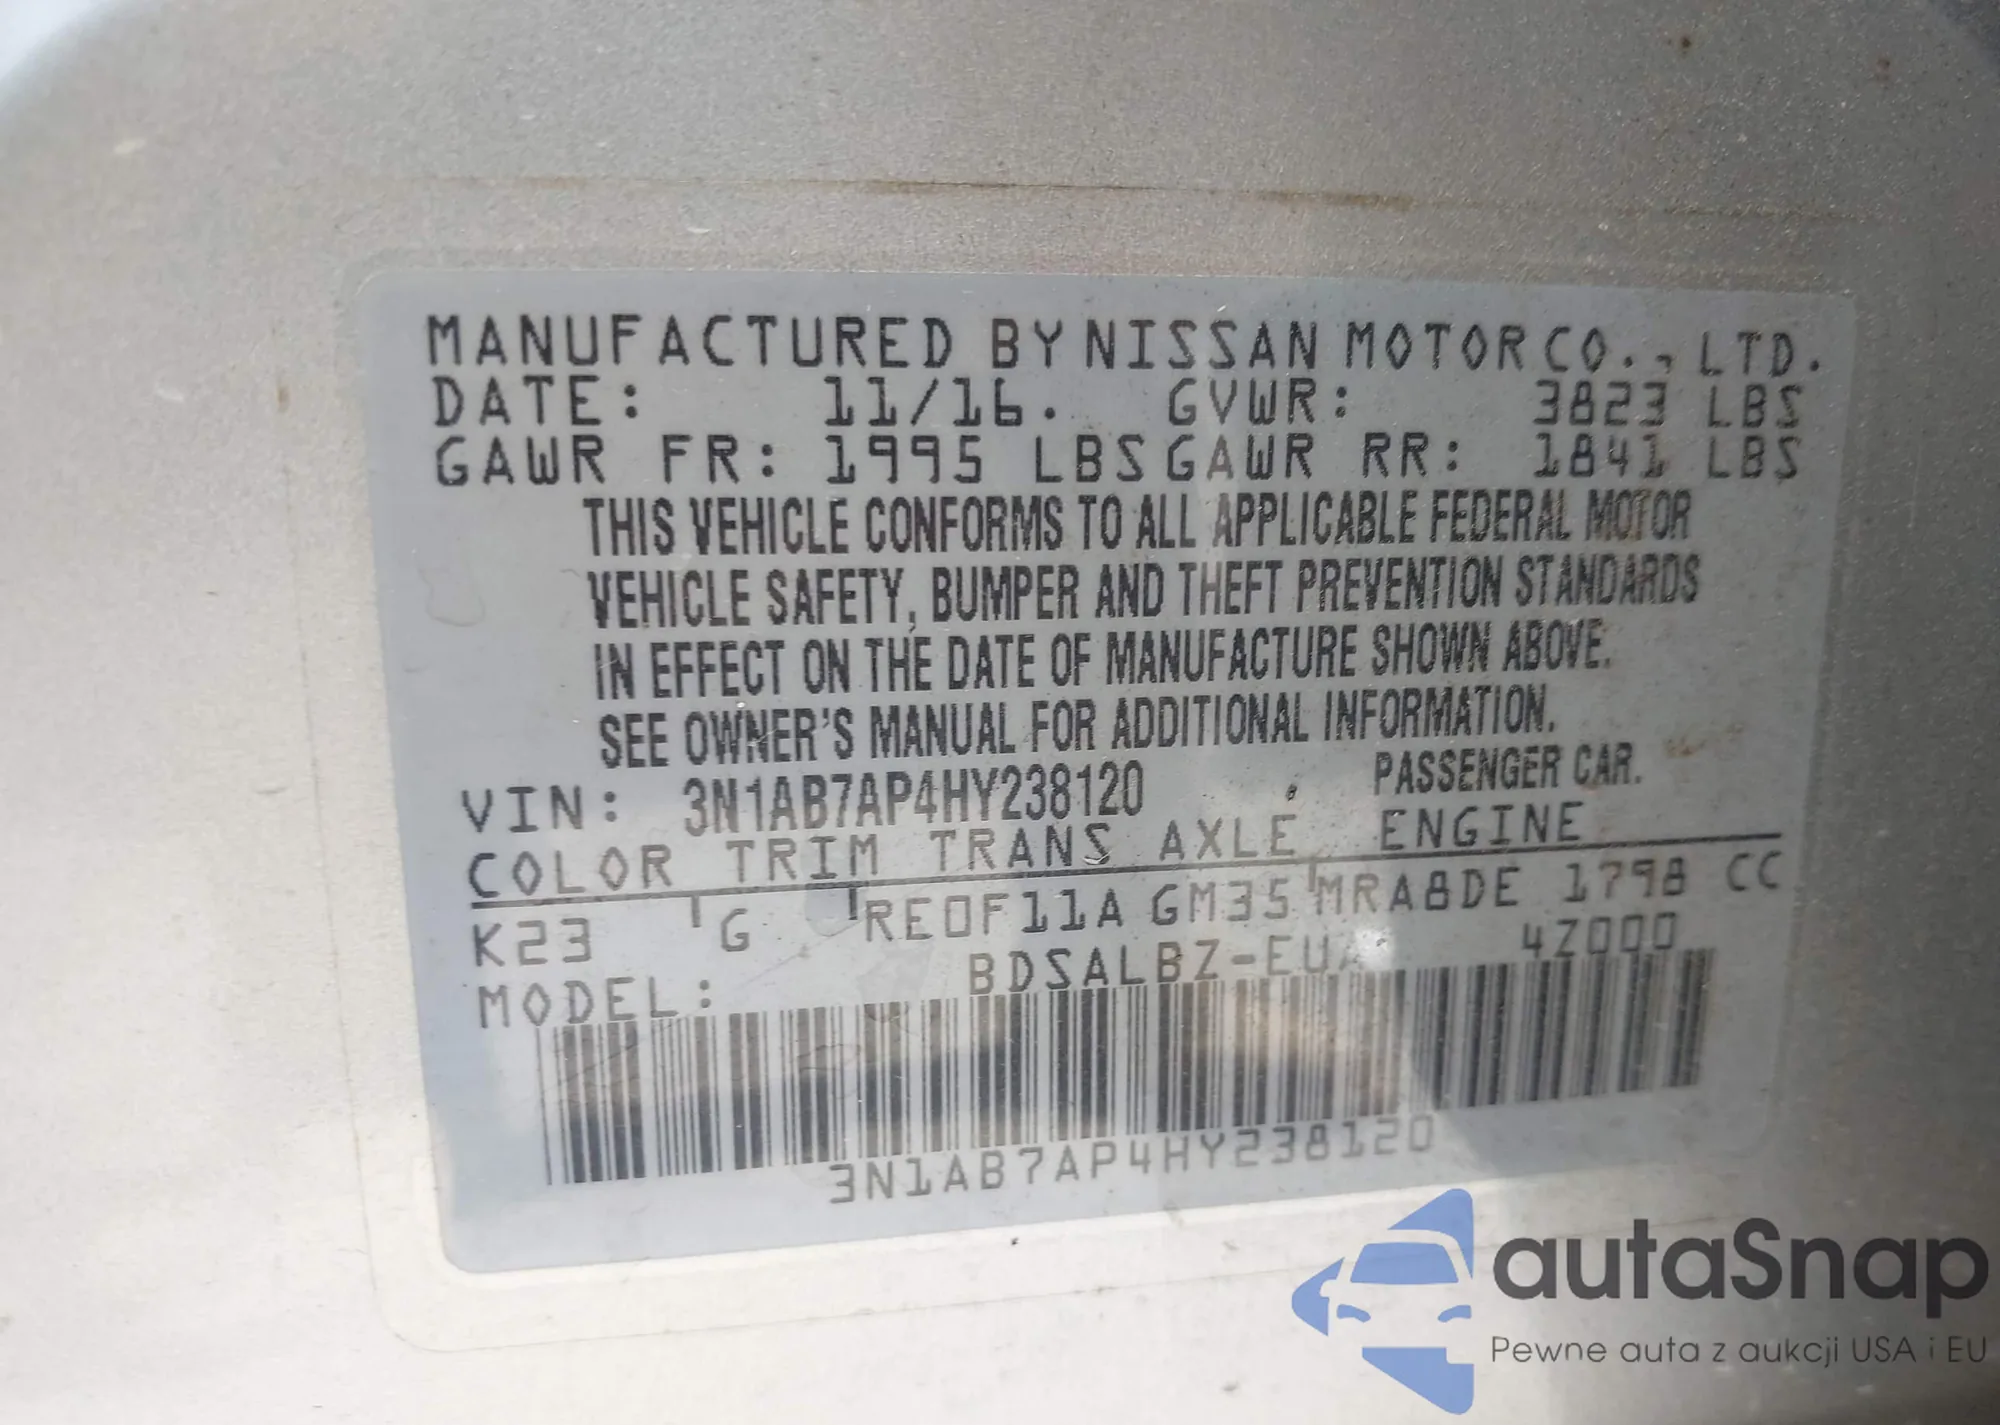 MANUFACTURED BY NISSAN MOTOR CO., LTD.
DATE: 11/16. GVWR: 3823 LBS
GAWR FR: 1995 LBS GAWR RR: 1841 LBS
THIS VEHICLE CONFORMS TO ALL APPLICABLE FEDERAL MOTOR
VEHICLE SAFETY, BUMPER AND THEFT PREVENTION STANDARDS
IN EFFECT ON THE DATE OF MANUFACTURE SHOWN ABOVE.
SEE OWNER'S MANUAL FOR ADDITIONAL INFORMATION.
VIN: 3N1AB7AP4HY238120 PASSENGER CAR.
COLOR TRIM TRANS AXLE ENGINE
K23 G RE0F11A GM35 MRA8DE 1798 CC
MODEL: BDSALBZ-EUA 4Z000
3N1AB7AP4HY238120
autaSnap
Pewne auta z aukcji USA i EU